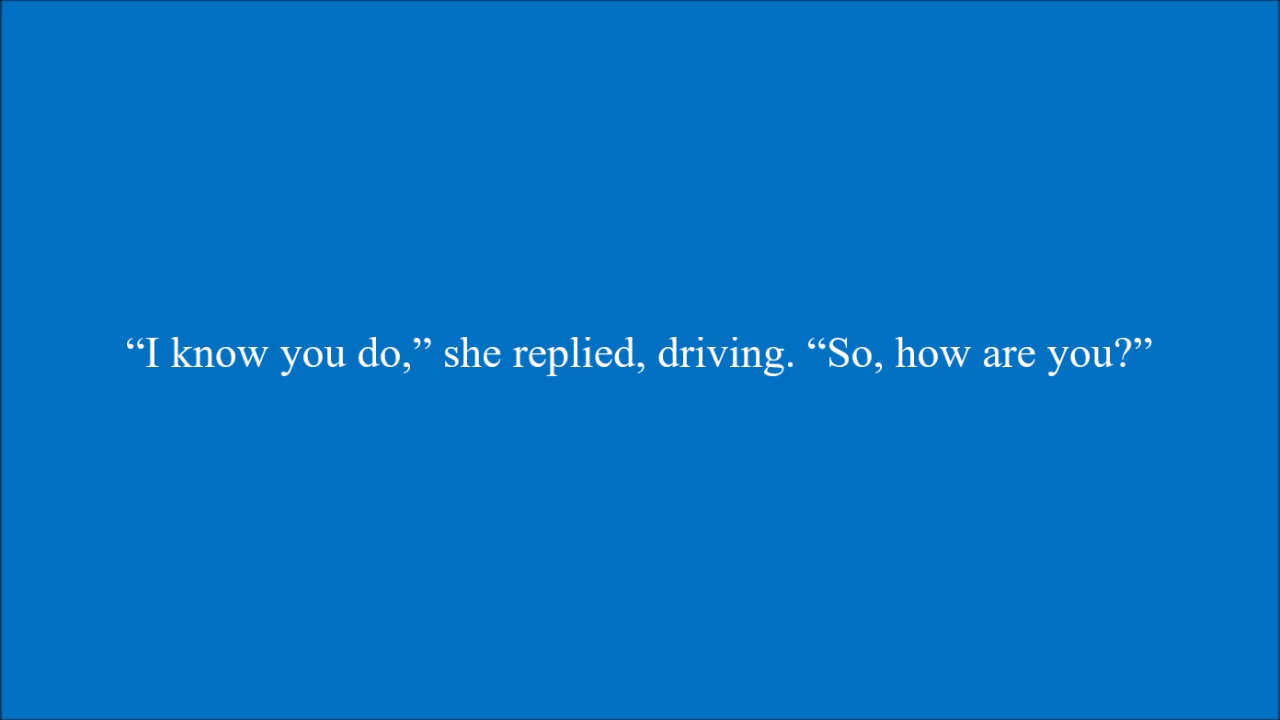 “I know you do,” she replied, driving. “So, how are you?”